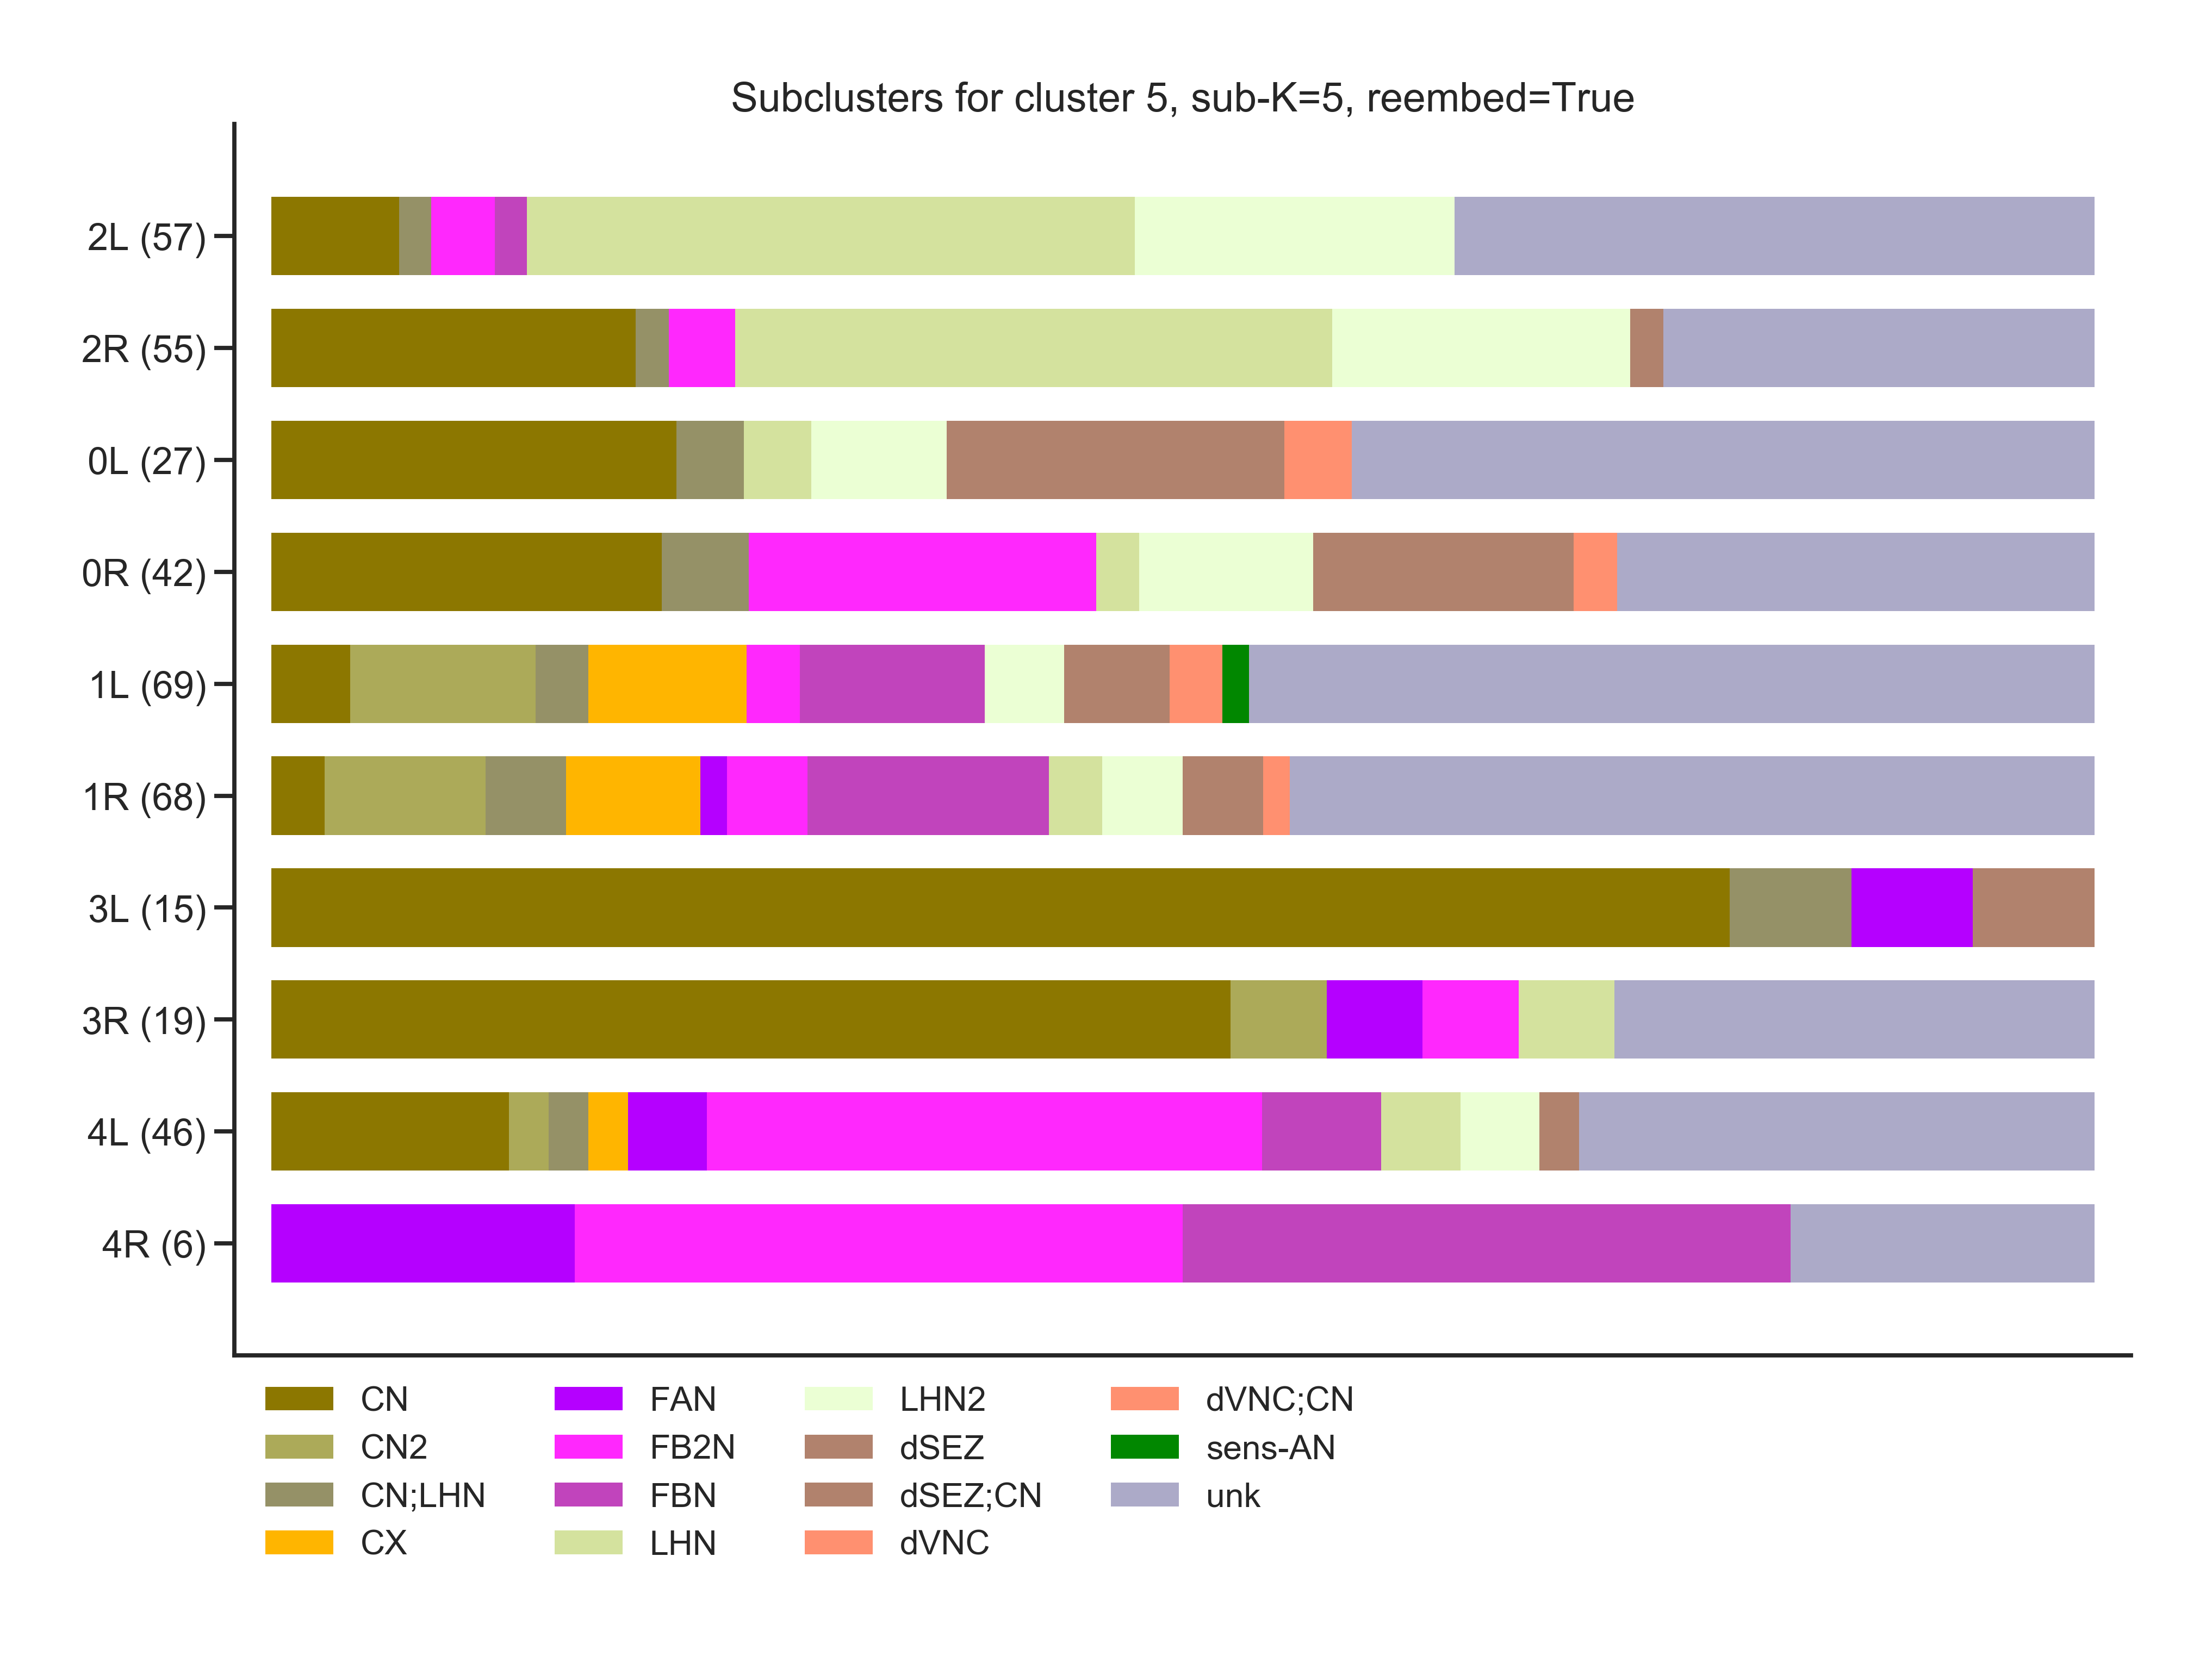 Subclusters for cluster 5, sub-K=5, reembed=True
2L (57)
2R (55)
0L (27)
0R (42)
1L (69)
1R (68)
3L (15)
3R (19)
4L (46)
4R (6)
CN
CN2
CN;LHN
CX
FAN
FB2N
FBN
LHN
LHN2
dSEZ
dSEZ;CN
dVNC
dVNC;CN
sens-AN
unk